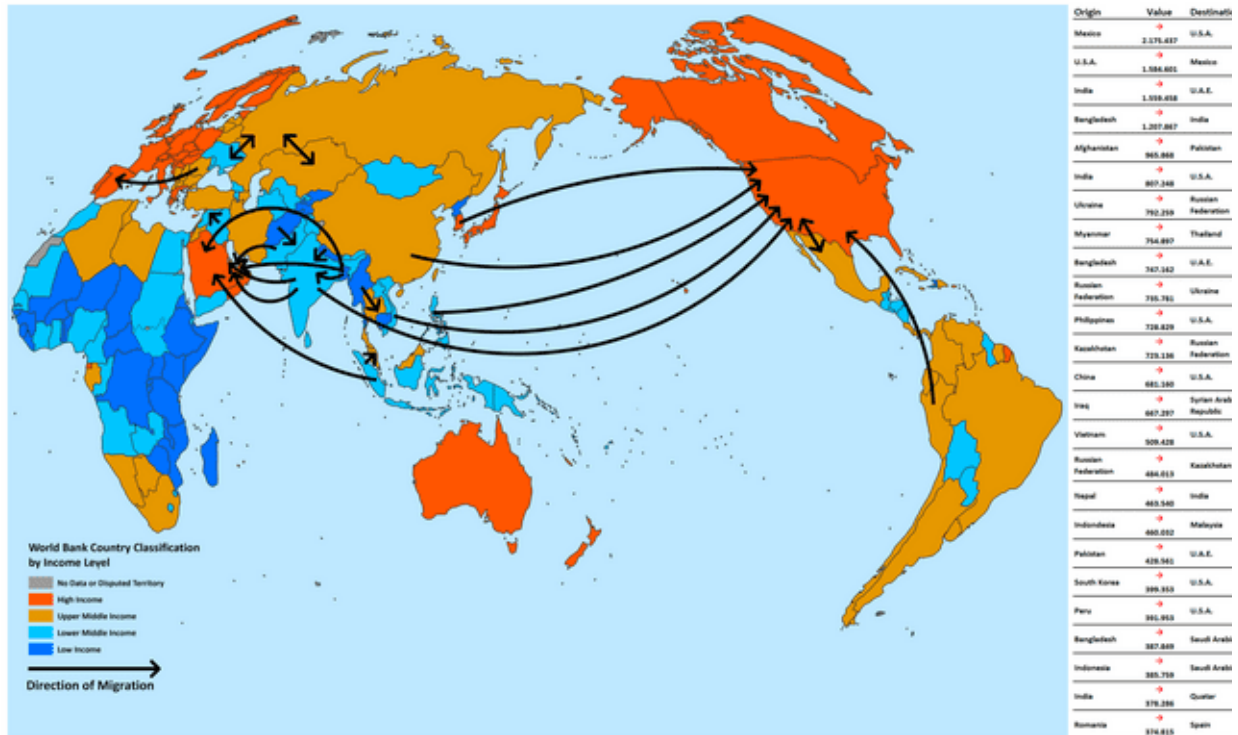 Origin Value Destinati
Mexico → 2.175.437 U.S.A.
U.S.A. → 1.594.601 Mexico
India → 1.559.458 U.A.E.
Bangladesh → 1.207.867 India
Afghanistan → 965.868 Pakistan
India → 807.248 U.S.A.
Ukraine → 792.259 Russian
Federation
Myanmar → 754.897 Thailand
Bangladesh → 747.162 U.A.E.
Russian → 735.761 Ukraine
Federation
Philippines → 728.829 U.S.A.
Kazakhstan → 723.136 Russian
Federation
China → 681.160 U.S.A.
Iraq → 667.297 Syrian Arab
Republic
Vietnam → 509.428 U.S.A.
Russian → 484.013 Kazakhstan
Federation
Nepal → 463.540 India
Indondesia → 460.032 Malaysia
Pakistan → 428.561 U.A.E.
South Korea → 399.353 U.S.A.
Peru → 391.953 U.S.A.
Bangladesh → 387.849 Saudi Arabi
Indonesia → 385.759 Saudi Arabi
India → 378.286 Quatar
Romania → 374.815 Spain
World Bank Country Classification
by Income Level
No Data or Disputed Territory
High Income
Upper Middle Income
Lower Middle Income
Low Income
Direction of Migration